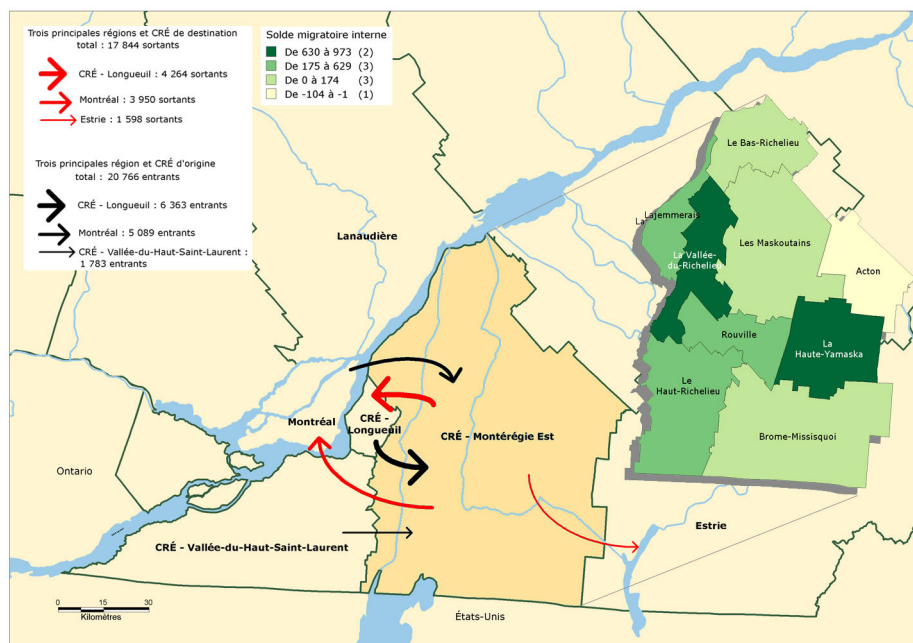 Trois principales régions et CRÉ de destination
total : 17 844 sortants
CRÉ - Longueuil : 4 264 sortants
Montréal : 3 950 sortants
Estrie : 1 598 sortants
Trois principales région et CRÉ d'origine
total : 20 766 entrants
CRÉ - Longueuil : 6 363 entrants
Montréal : 5 089 entrants
CRÉ - Vallée-du-Haut-Saint-Laurent :
1 783 entrants
Solde migratoire interne
De 630 à 973 (2)
De 175 à 629 (3)
De 0 à 174 (3)
De -104 à -1 (1)
Le Bas-Richelieu
La
Lajemmerais
Les Maskoutains
La Vallée-
du-Richelieu
Acton
Rouville
La
Haute-Yamaska
Le
Haut-Richelieu
Brome-Missisquoi
Lanaudière
Montréal
CRÉ -
Longueuil
CRÉ - Montérégie Est
Ontario
Estrie
CRÉ - Vallée-du-Haut-Saint-Laurent
États-Unis
0 15 30
Kilomètres